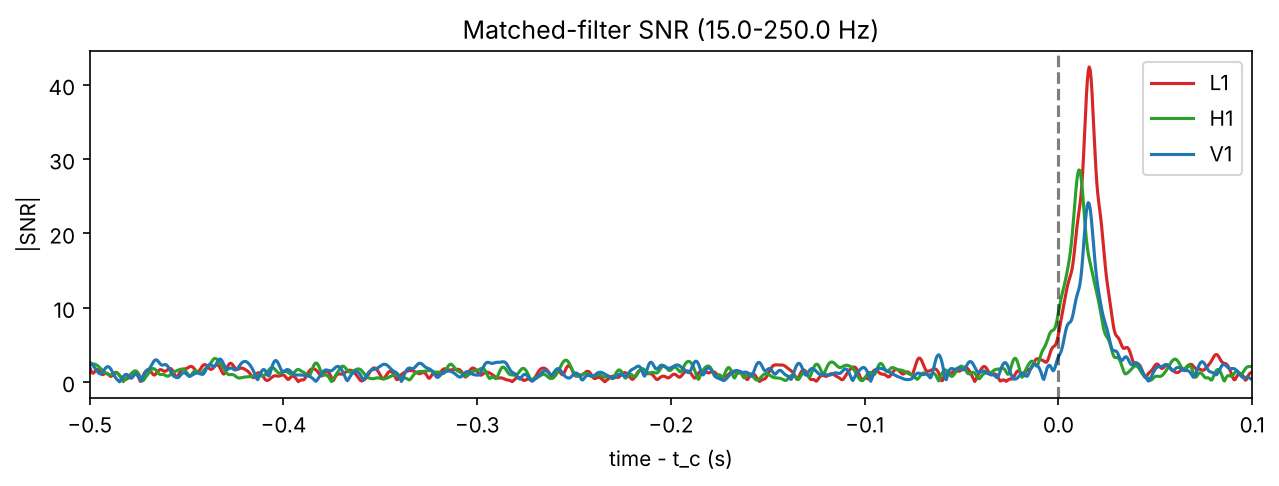 Matched-filter SNR (15.0-250.0 Hz)
|SNR|
40
30
20
10
0
L1
H1
V1
−0.5
−0.4
−0.3
−0.2
−0.1
0.0
0.1
time - t_c (s)